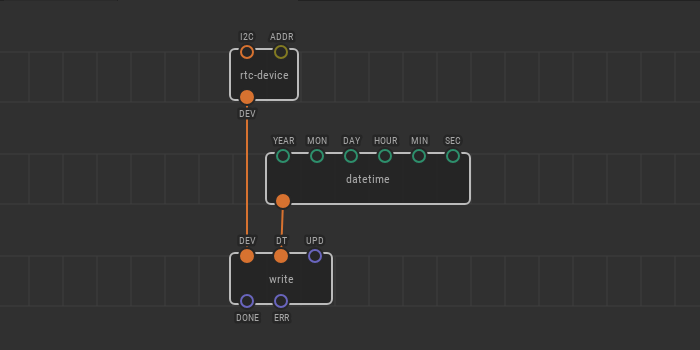 I2C ADDR
rtc-device
DEV
YEAR MON DAY HOUR MIN SEC
datetime
DEV DT UPD
write
DONE ERR